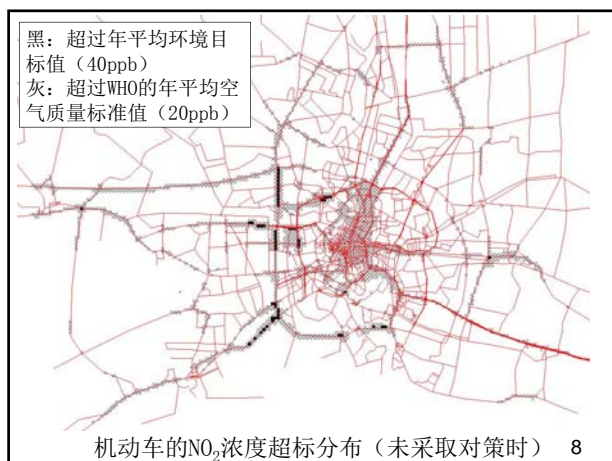 黑：超过年平均环境目
标值（40ppb）
灰：超过WHO的年平均空
气质量标准值（20ppb）
机动车的NO₂浓度超标分布（未采取对策时） 8